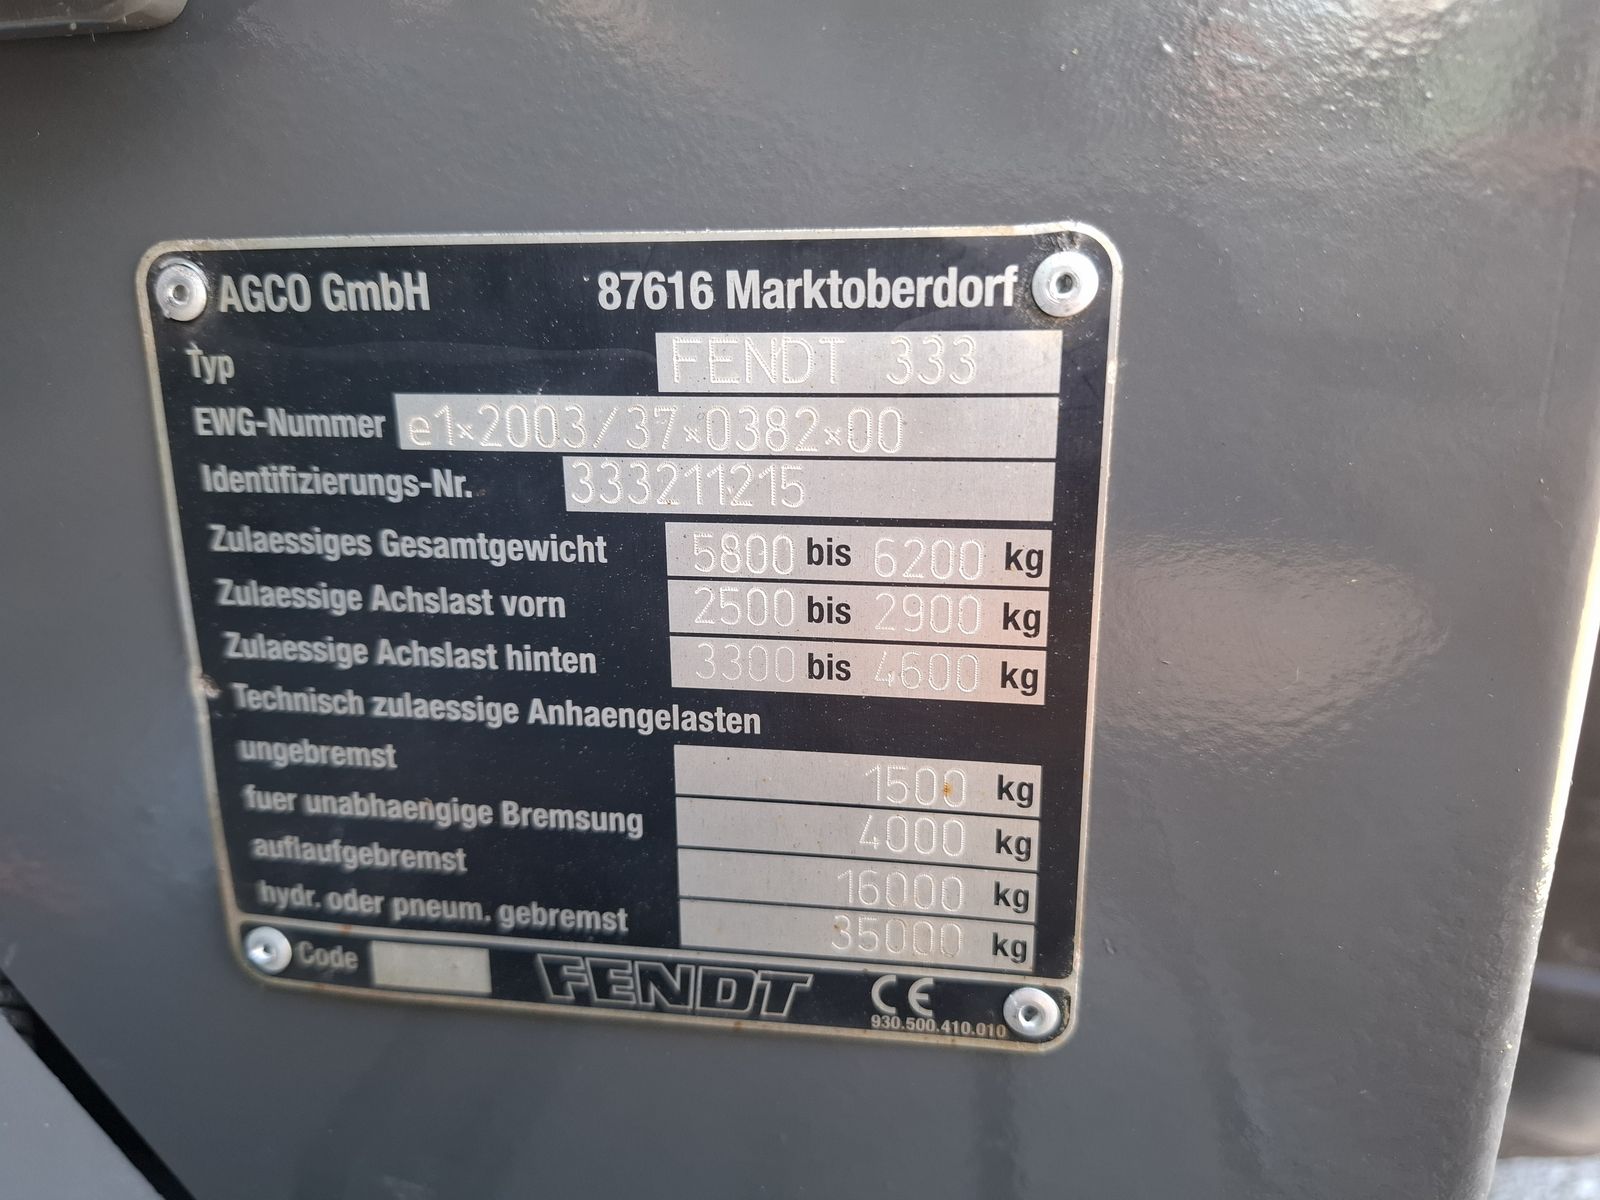 AGCO GmbH 87616 Marktoberdorf
Typ FENDT 333
EWG-Nummer e1*2003/37*0382*00
Identifizierungs-Nr. 333211215
Zulaessiges Gesamtgewicht 5800 bis 6200 kg
Zulaessige Achslast vorn 2500 bis 2900 kg
Zulaessige Achslast hinten 3300 bis 4600 kg
Technisch zulaessige Anhaengelasten
ungebremst 1500 kg
fuer unabhaengige Bremsung 4000 kg
auflaufgebremst 16000 kg
hydr. oder pneum. gebremst 35000 kg
Code FENDT CE
930.500.410.010